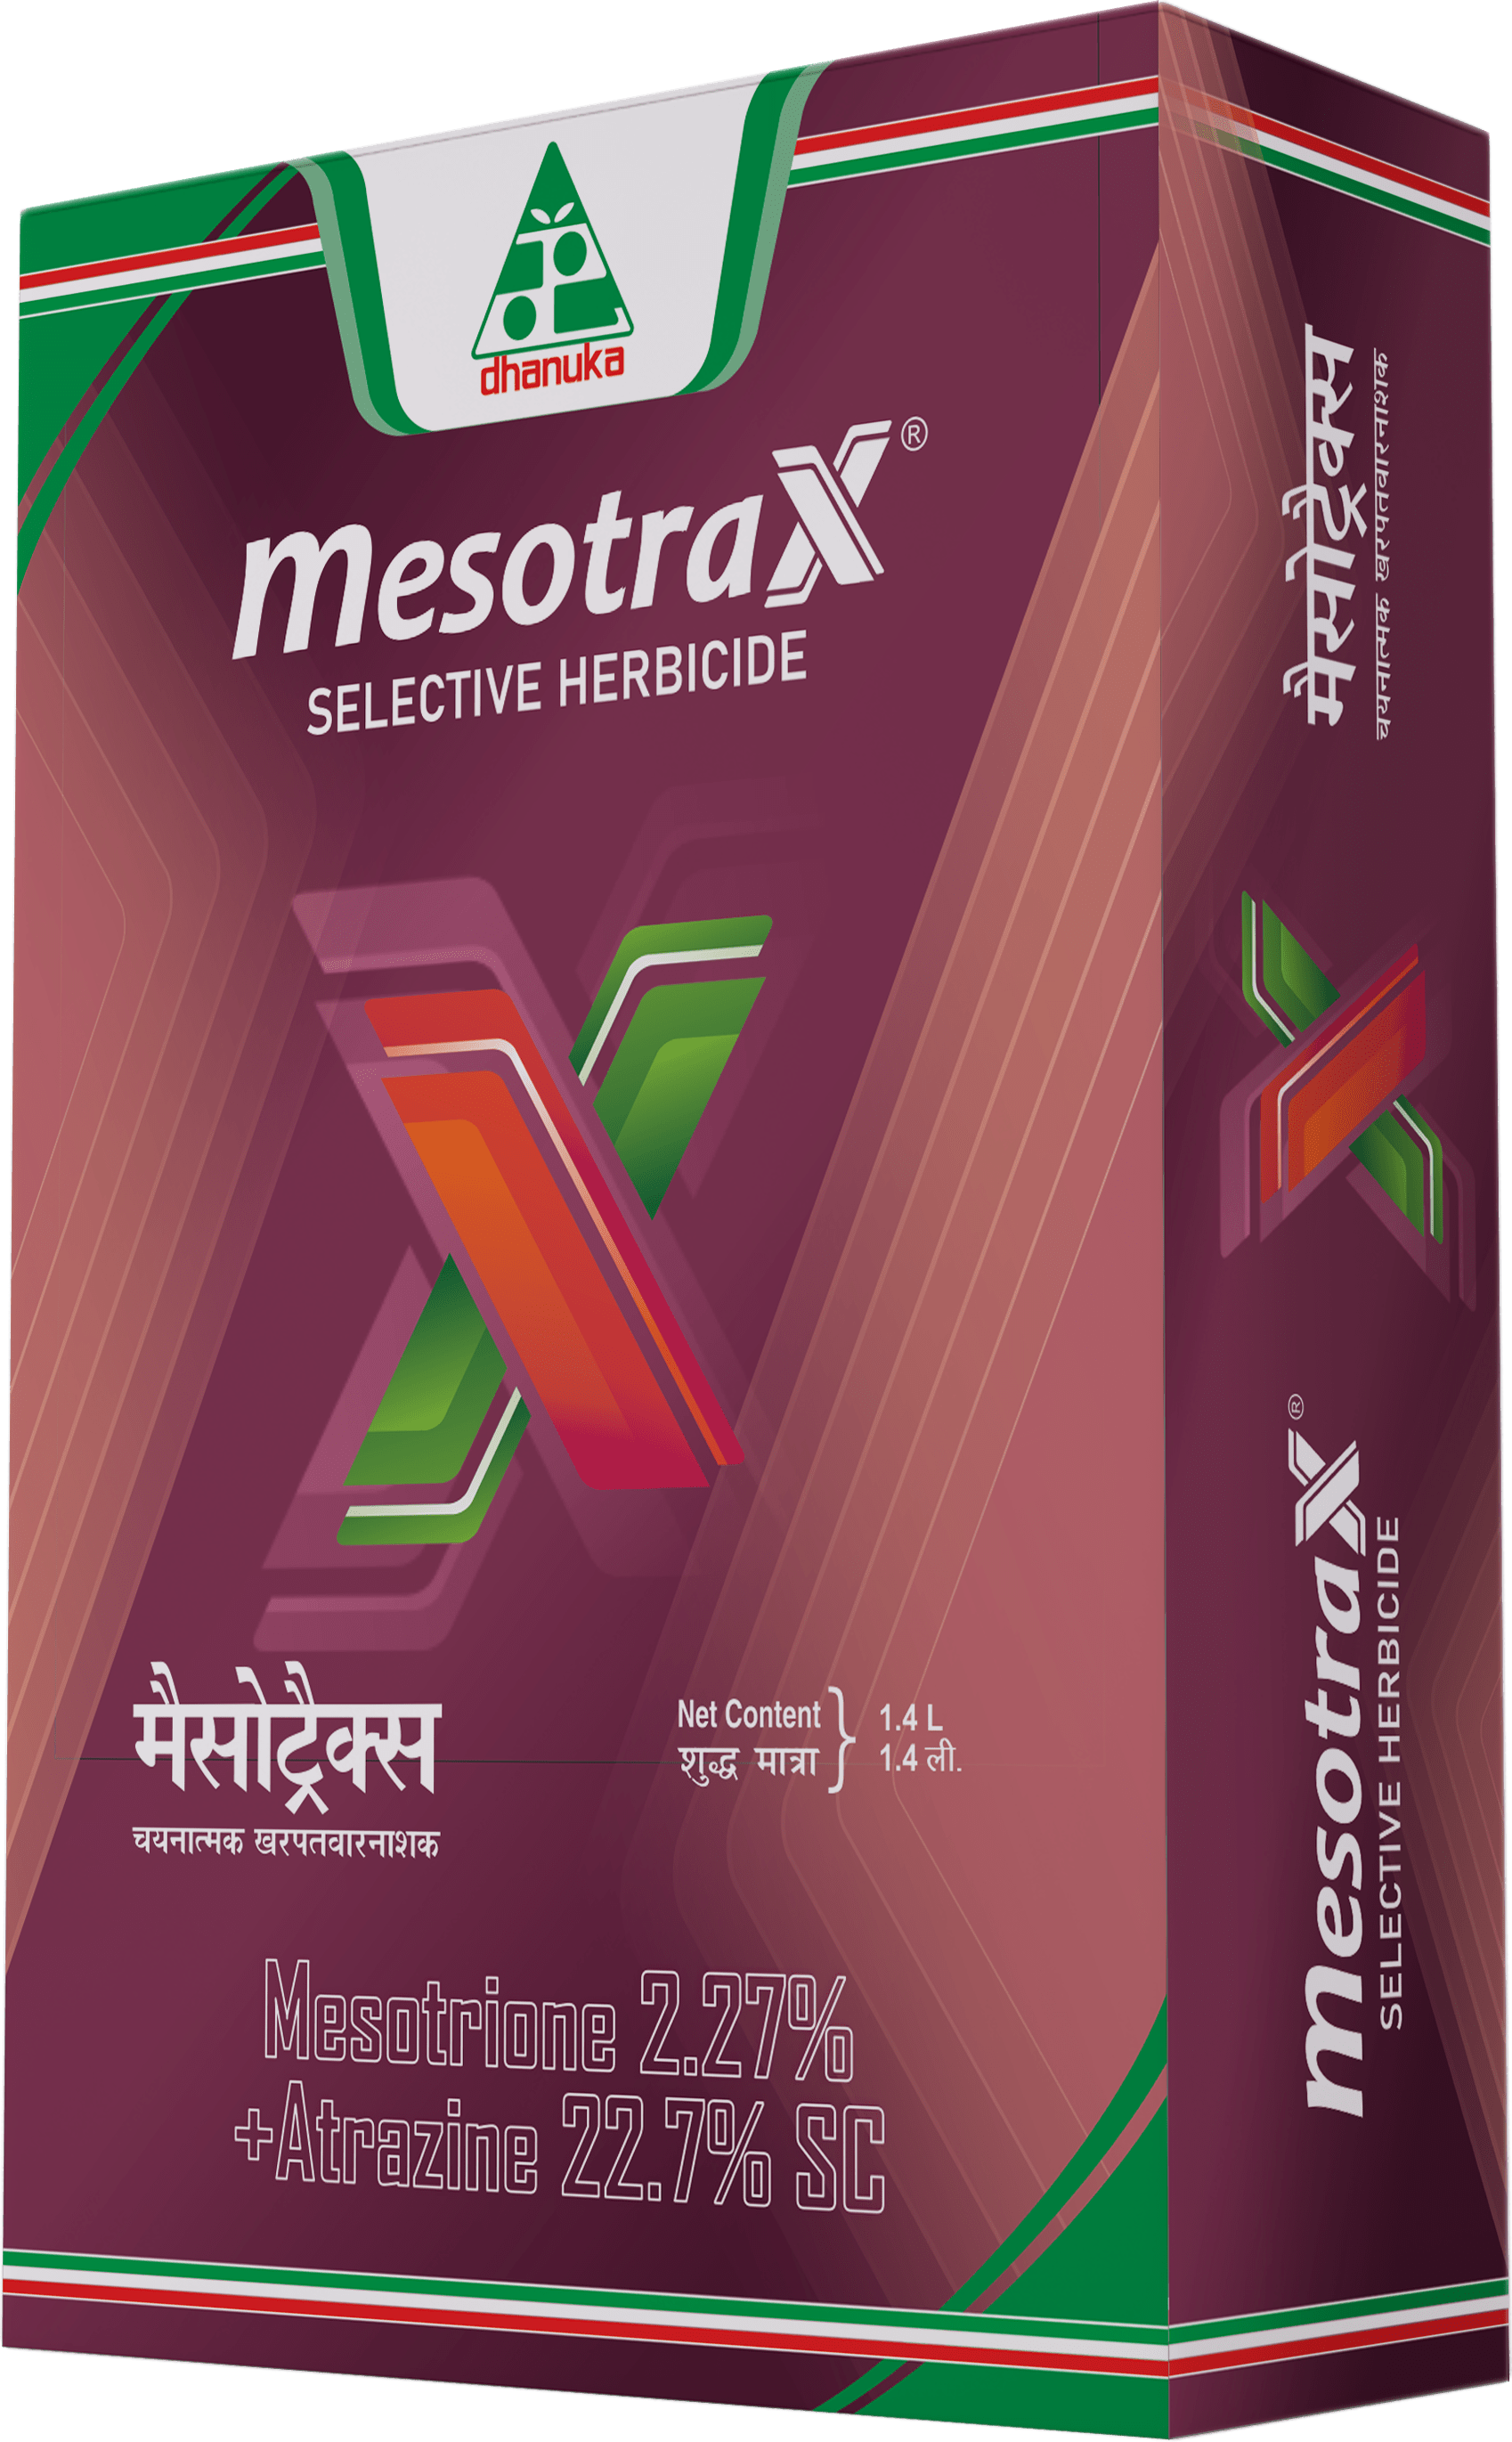 dhanuka
mesotrax®
SELECTIVE HERBICIDE
मैसोट्रैक्स
चयनात्मक खरपतवारनाशक
Net Content } 1.4 L
शुद्ध मात्रा } 1.4 ली.
Mesotrione 2.27%
+Atrazine 22.7% SC
मैसोट्रैक्स
चयनात्मक खरपतवारनाशक
mesotrax®
SELECTIVE HERBICIDE